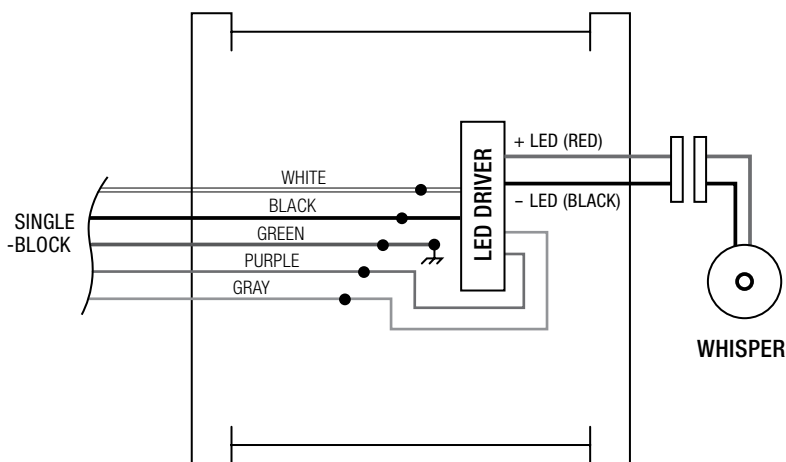 + LED (RED)
WHITE
BLACK
– LED (BLACK)
SINGLE
-BLOCK
GREEN
PURPLE
GRAY
LED DRIVER
WHISPER